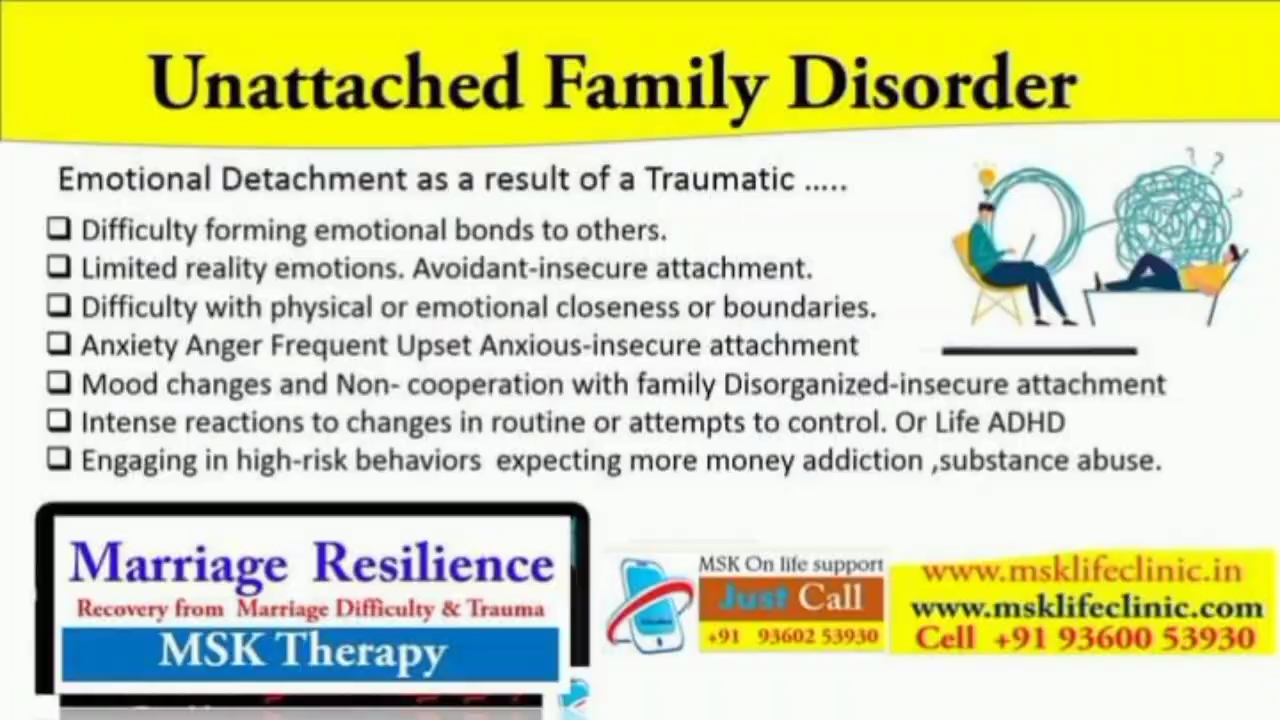 Unattached Family Disorder
Emotional Detachment as a result of a Traumatic .....
Difficulty forming emotional bonds to others.
Limited reality emotions. Avoidant-insecure attachment.
Difficulty with physical or emotional closeness or boundaries.
Anxiety Anger Frequent Upset Anxious-insecure attachment
Mood changes and Non- cooperation with family Disorganized-insecure attachment
Intense reactions to changes in routine or attempts to control. Or Life ADHD
Engaging in high-risk behaviors expecting more money addiction ,substance abuse.
Marriage Resilience
Recovery from Marriage Difficulty & Trauma
MSK Therapy
MSK On life support
Just Call
+91 93602 53930
www.msklifeclinic.in
www.msklifeclinic.com
Cell +91 93600 53930